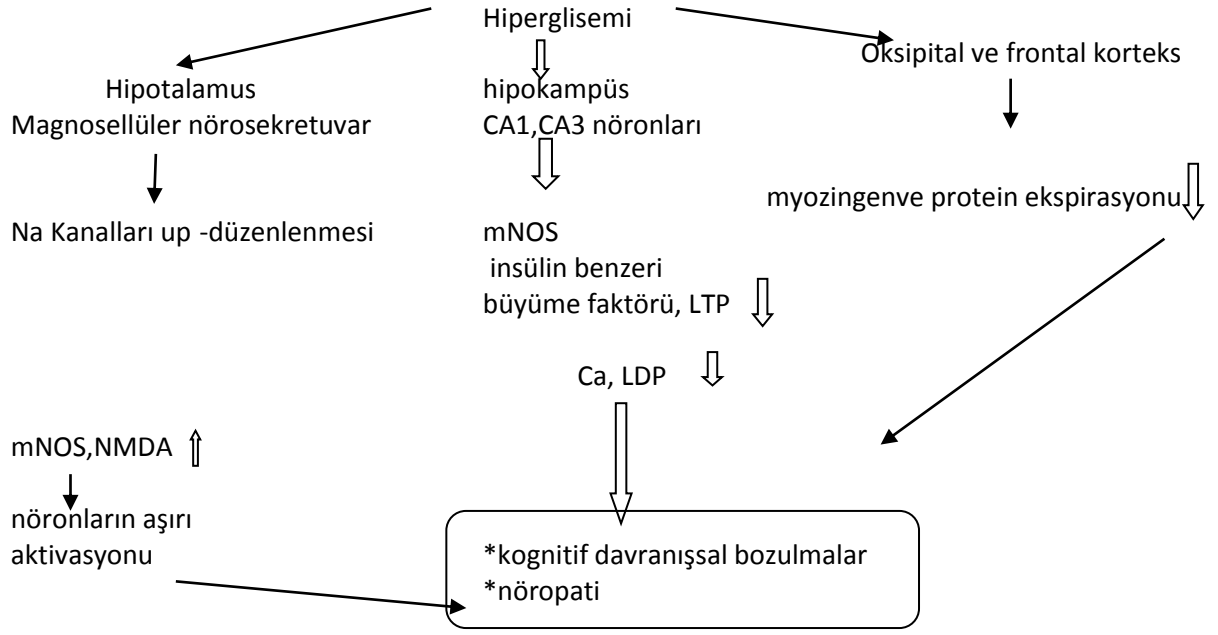 Hiperglisemi
Oksipital ve frontal korteks
Hipotalamus
Magnosellüler nörosekretuvar
hipokampüs
CA1,CA3 nöronları
myozingenve protein ekspirasyonu
Na Kanalları up -düzenlenmesi
mNOS
insülin benzeri
büyüme faktörü, LTP
Ca, LDP
mNOS,NMDA
nöronların aşırı
aktivasyonu
*kognitif davranışsal bozulmalar
*nöropati